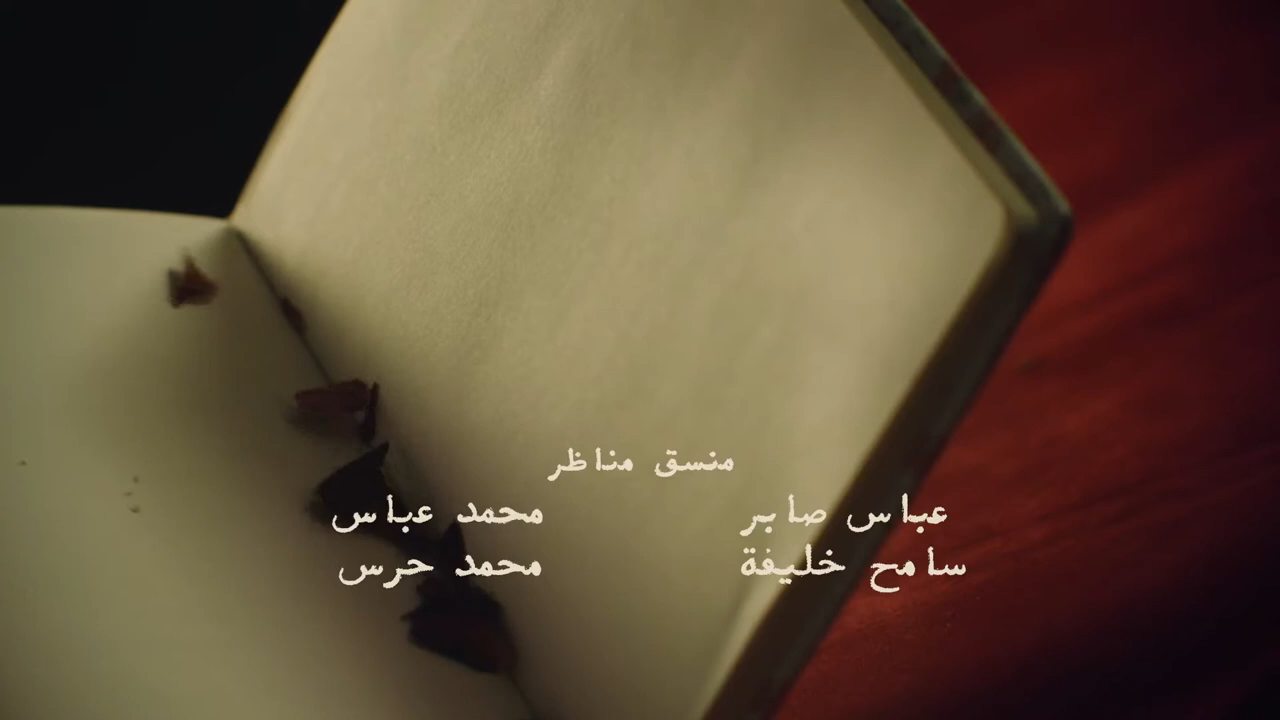 منسق مناظر
عباس صابر محمد عباس
سامح خليفة محمد حرس